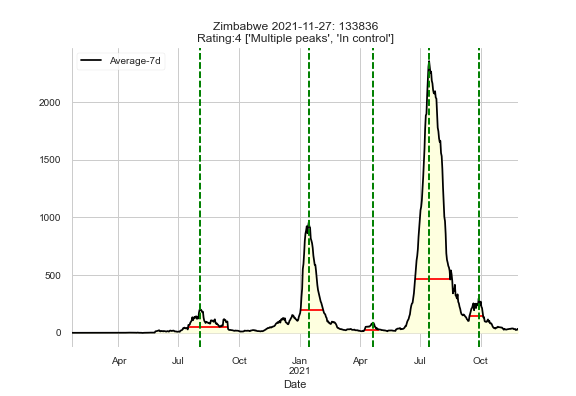 Zimbabwe 2021-11-27: 133836
Rating:4 ['Multiple peaks', 'In control']
Average-7d
2000
1500
1000
500
0
Apr Jul Oct Jan Apr Jul Oct
2021
Date